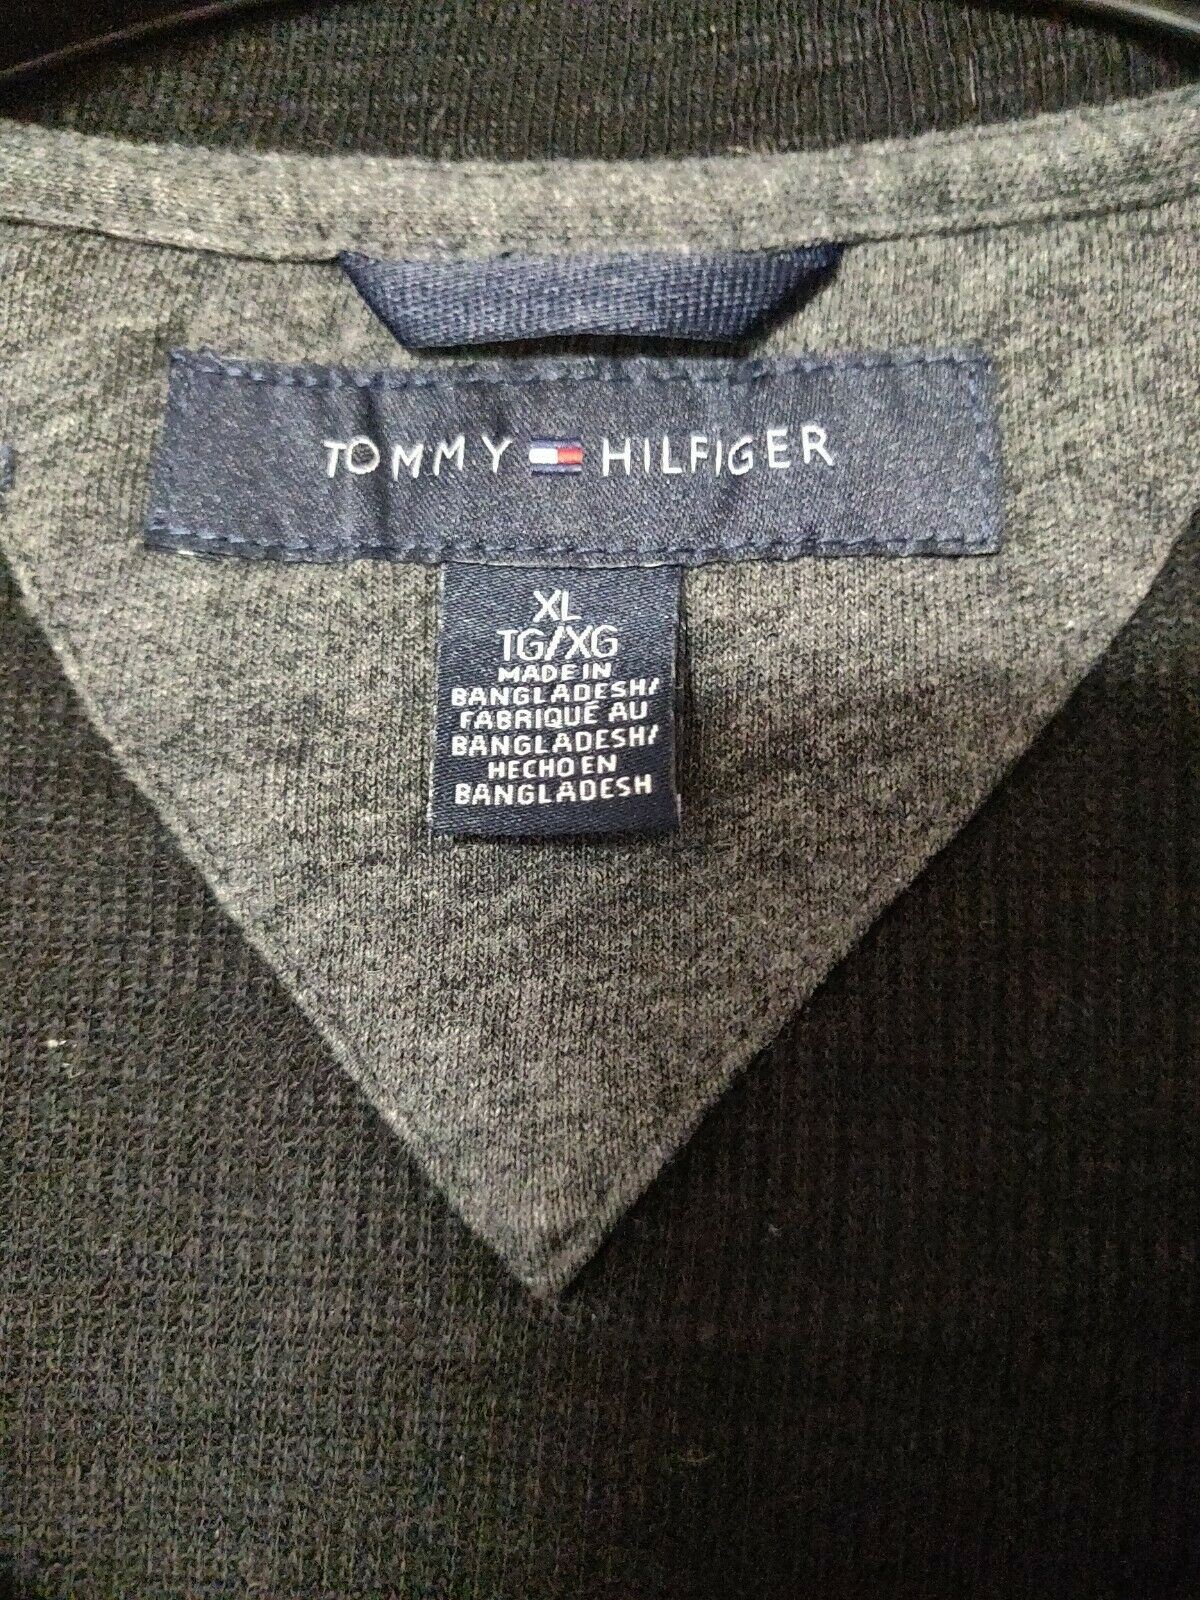 TOMMY HILFIGER
XL
TG/XG
MADE IN
BANGLADESH/
FABRIQUÉ AU
BANGLADESH/
HECHO EN
BANGLADESH